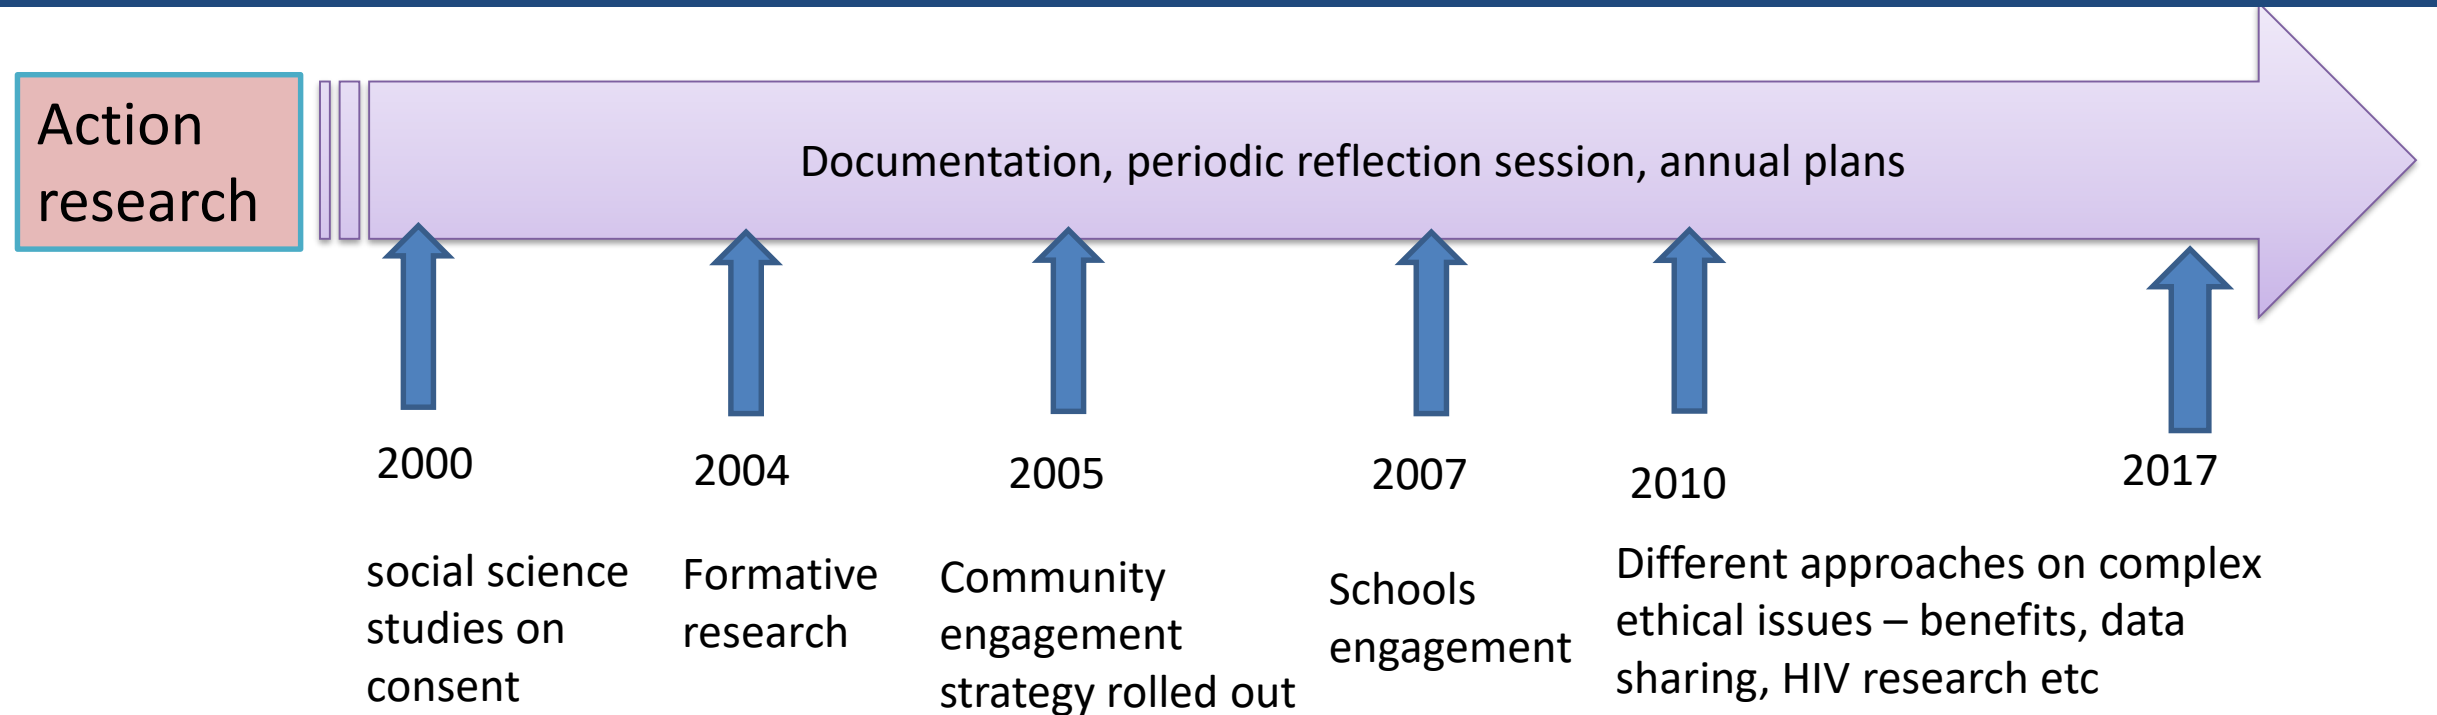 Action
research
Documentation, periodic reflection session, annual plans
2000
2004
2005
2007
2010
2017
social science
studies on
consent
Formative
research
Community
engagement
strategy rolled out
Schools
engagement
Different approaches on complex
ethical issues – benefits, data
sharing, HIV research etc